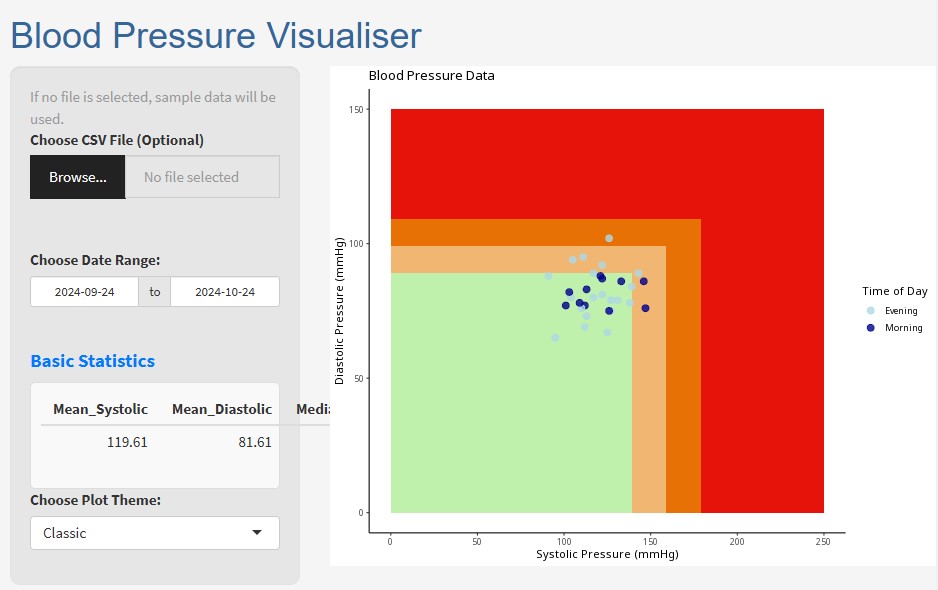 Blood Pressure Visualiser
If no file is selected, sample data will be
used.
Choose CSV File (Optional)
Browse...
No file selected
Choose Date Range:
2024-09-24 to 2024-10-24
Basic Statistics
Mean_Systolic Mean_Diastolic Media
119.61 81.61
Choose Plot Theme:
Classic
Blood Pressure Data
Diastolic Pressure (mmHg)
150
100
50
0
0 50 100 150 200 250
Systolic Pressure (mmHg)
Time of Day
Evening
Morning